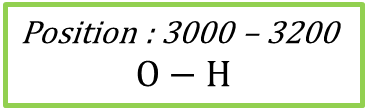 Position : 3000 – 3200
O − H